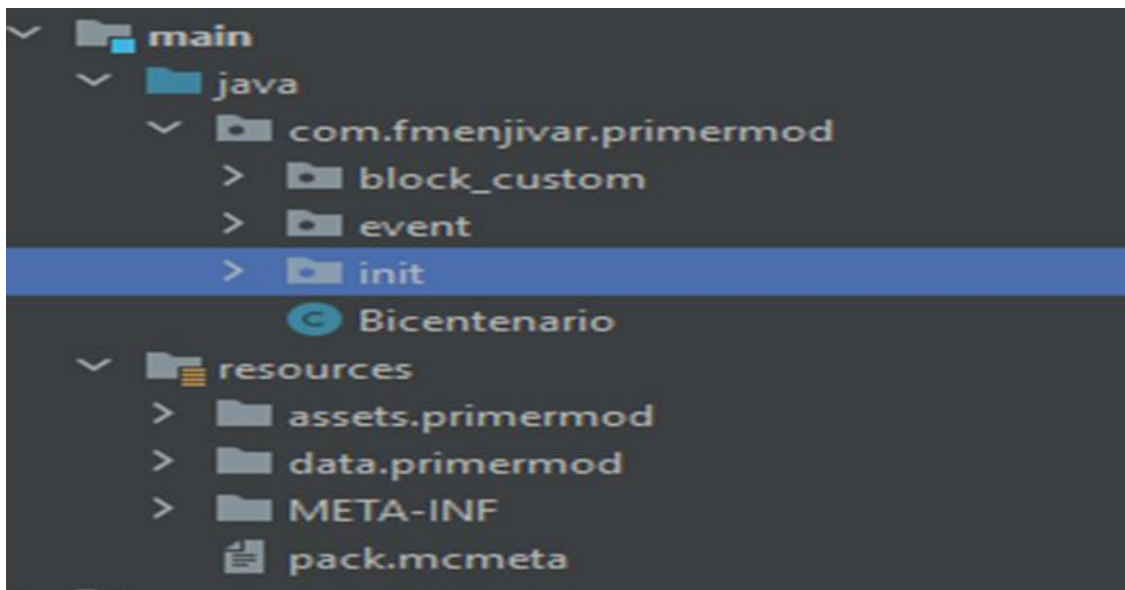 main
java
com.fmenjivar.primermod
block_custom
event
init
C Bicentenario
resources
assets.primermod
data.primermod
META-INF
pack.mcmeta